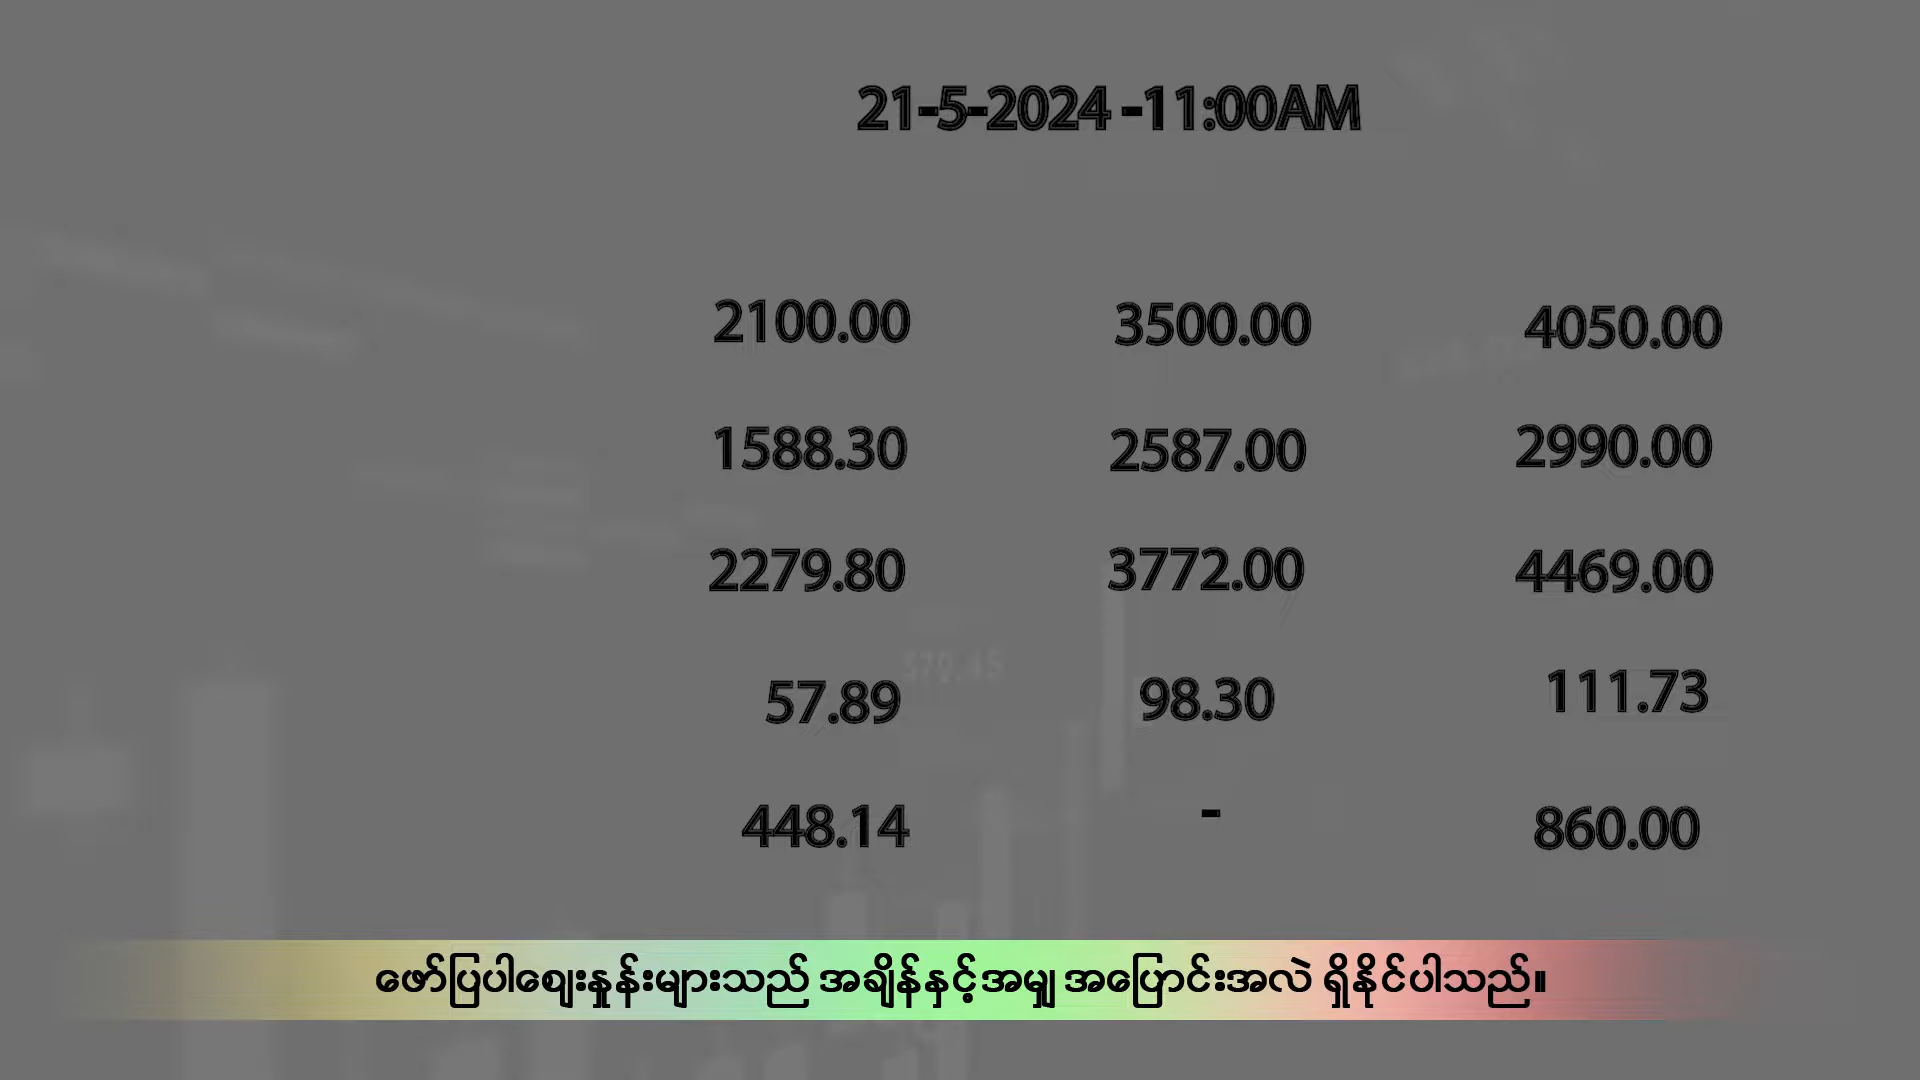 21-5-2024 -11:00AM
2100.00 3500.00 4050.00
1588.30 2587.00 2990.00
2279.80 3772.00 4469.00
57.89 98.30 111.73
448.14 - 860.00
ဖော်ပြပါဈေးနှုန်းများသည် အချိန်နှင့်အမျှ အပြောင်းအလဲ ရှိနိုင်ပါသည်။